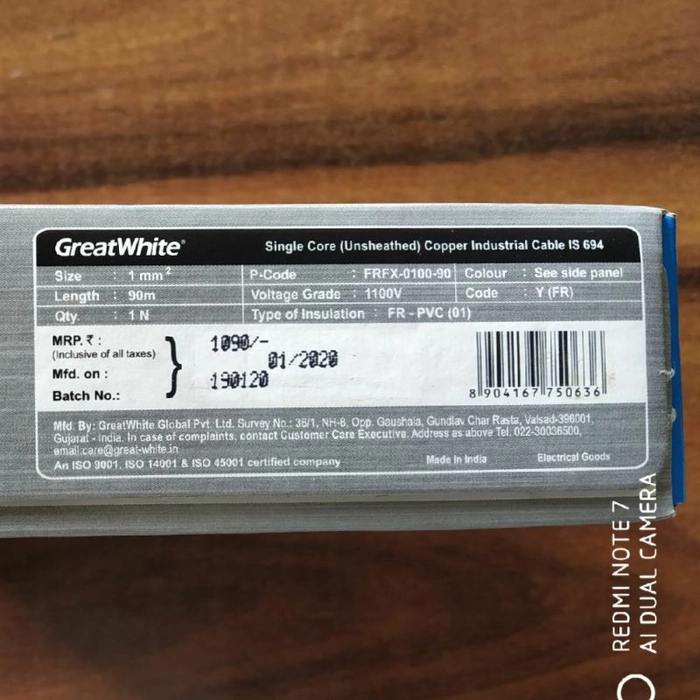 GreatWhite®
Single Core (Unsheathed) Copper Industrial Cable IS 694
Size : 1 mm² P-Code : FRFX-0100-90 Colour : See side panel
Length : 90m Voltage Grade : 1100V Code : Y (FR)
Qty. : 1 N Type of Insulation : FR - PVC (01)
MRP. ₹ : 1090/-
(Inclusive of all taxes)
Mfd. on : 01/2020
Batch No.: 190120
8 904167 750636
Mfd. By: GreatWhite Global Pvt. Ltd. Survey No.: 36/1, NH-8, Opp. Gaushala, Gundlav Char Rasta, Valsad-396001,
Gujarat - India. In case of complaints, contact Customer Care Executive. Address as above Tel. 022-30036500,
email:care@great-white.in
An ISO 9001, ISO 14001 & ISO 45001 certified company Made In India Electrical Goods
REDMI NOTE 7
AI DUAL CAMERA